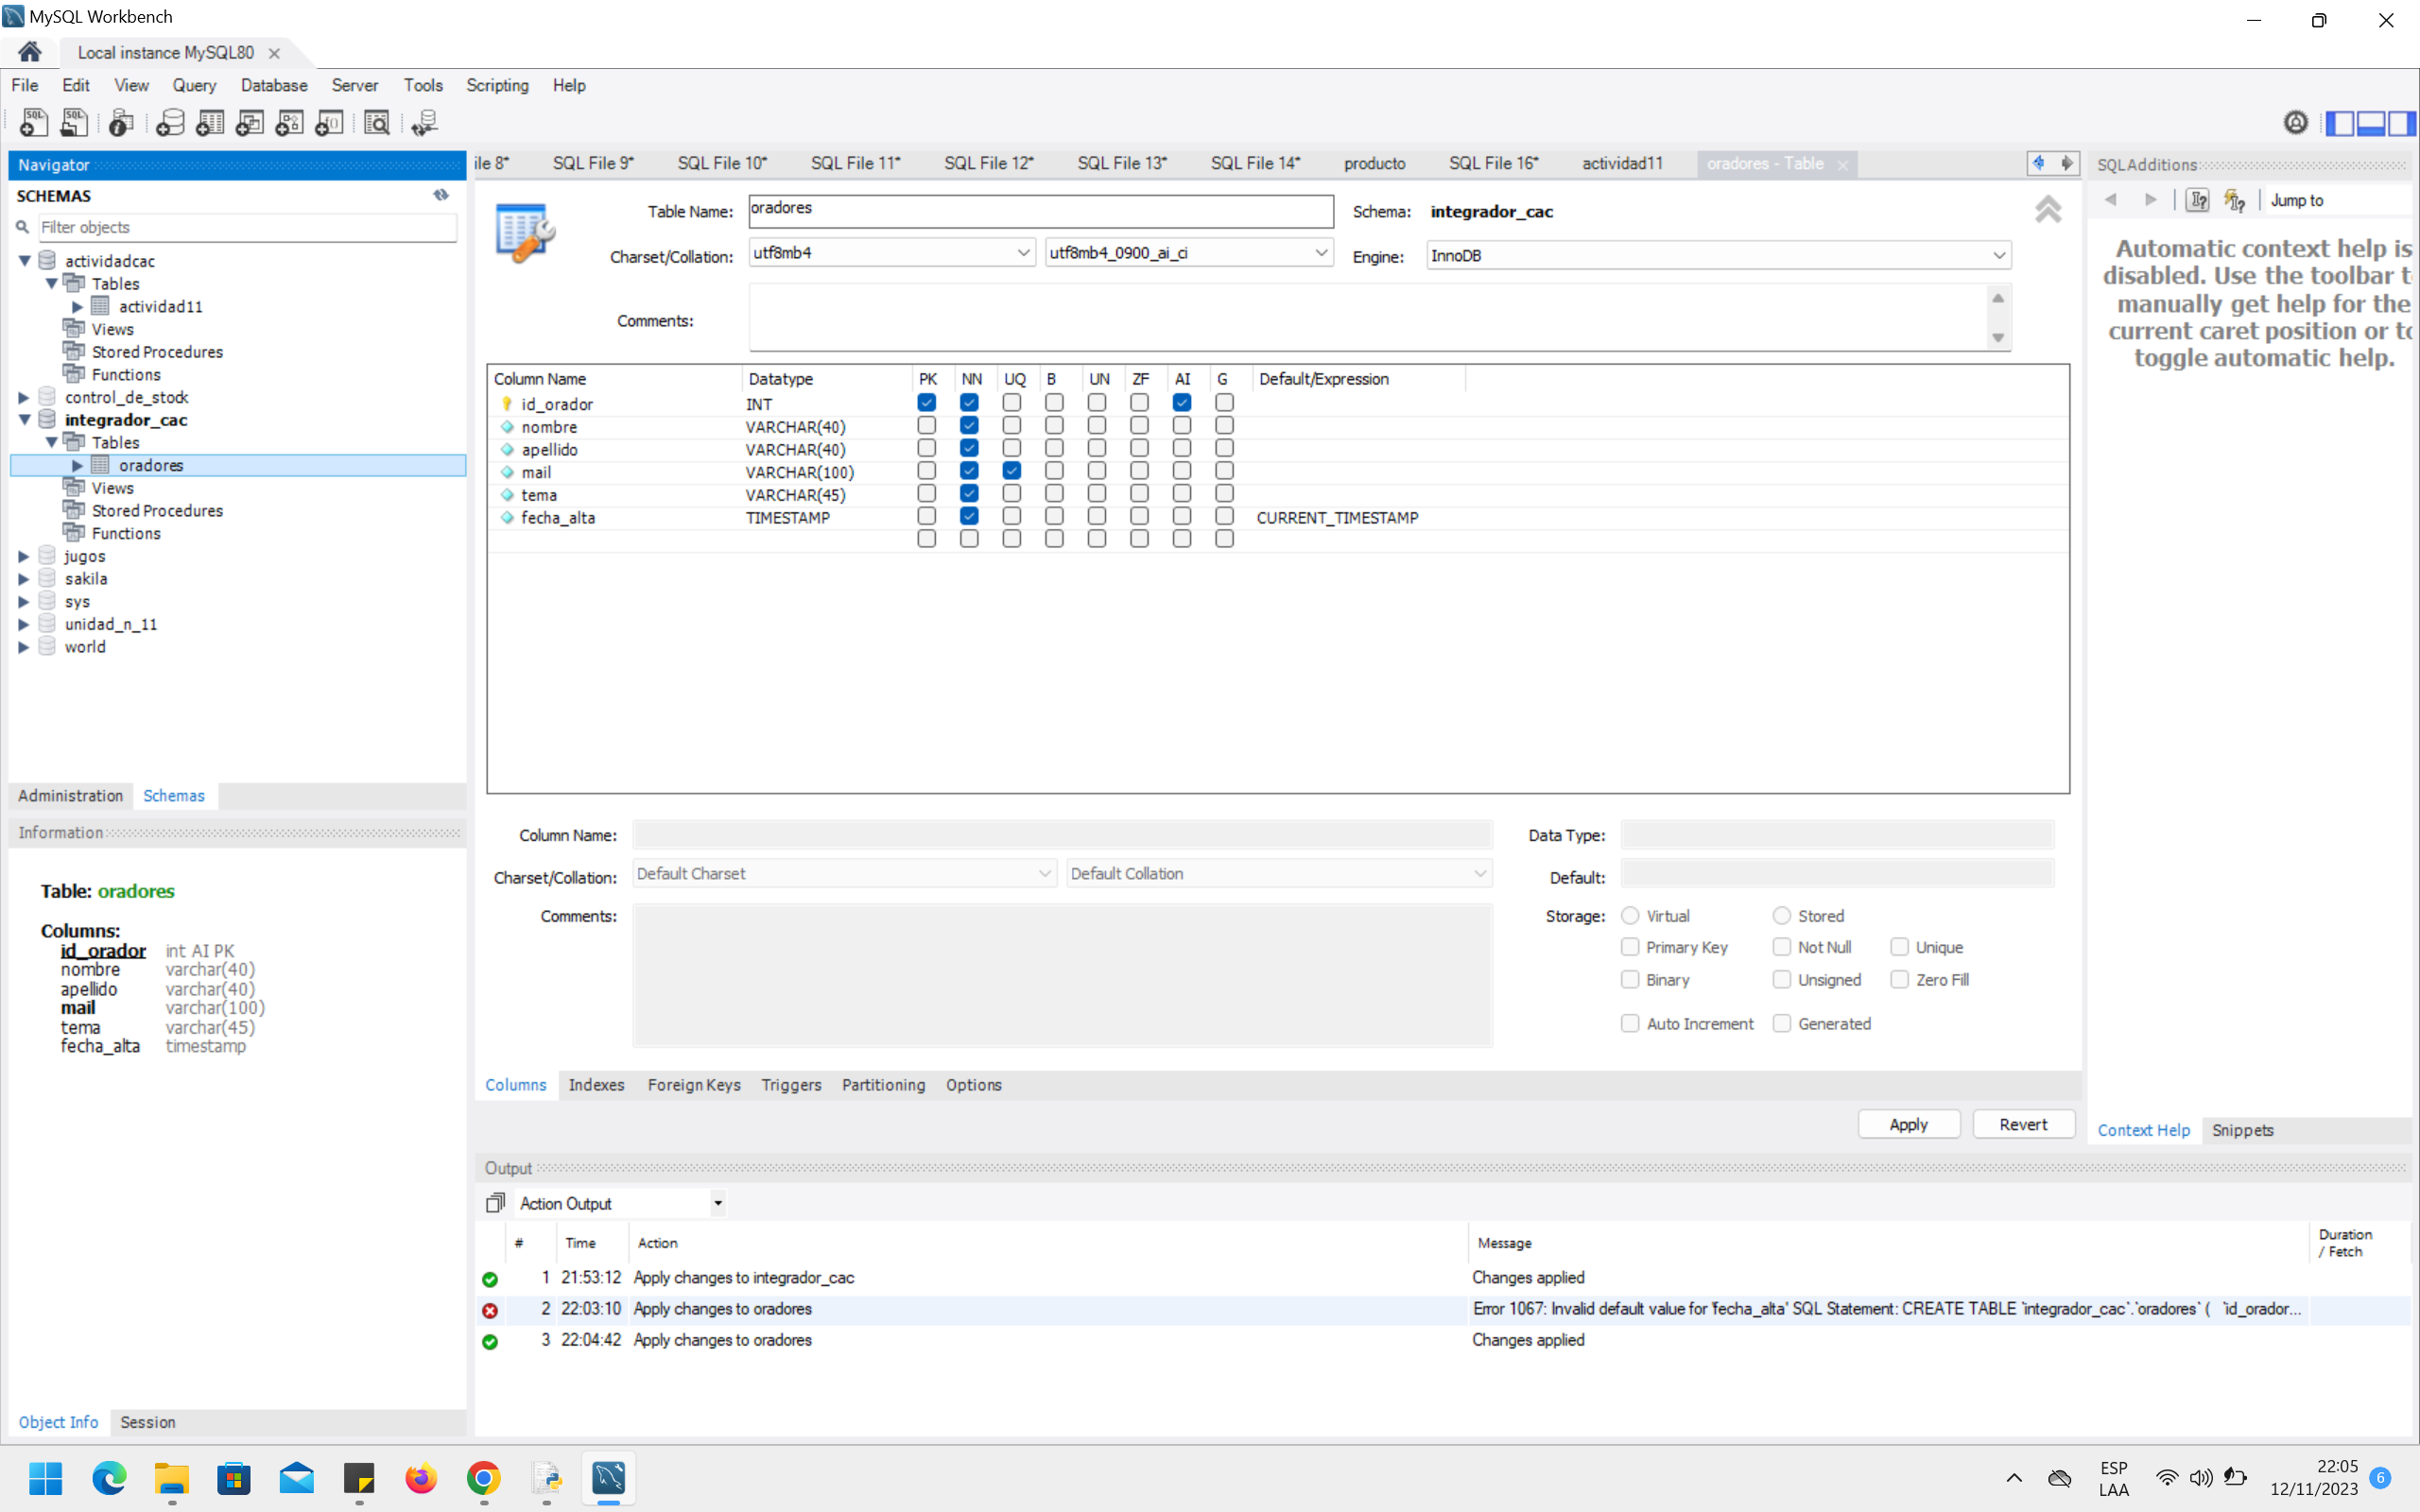 MySQL Workbench
Local instance MySQL80
File Edit View Query Database Server Tools Scripting Help
Navigator
SCHEMAS
Filter objects
actividadcac
Tables
actividad11
Views
Stored Procedures
Functions
control_de_stock
integrador_cac
Tables
oradores
Views
Stored Procedures
Functions
jugos
sakila
sys
unidad_n_11
world
Administration Schemas
Information
Table: oradores
Columns:
id_orador int AI PK
nombre varchar(40)
apellido varchar(40)
mail varchar(100)
tema varchar(45)
fecha_alta timestamp
Object Info Session
ile 8* SQL File 9* SQL File 10* SQL File 11* SQL File 12* SQL File 13* SQL File 14* producto SQL File 16* actividad11 oradores - Table
Table Name: oradores Schema: integrador_cac
Charset/Collation: utf8mb4 utf8mb4_0900_ai_ci Engine: InnoDB
Comments:
Column Name Datatype PK NN UQ B UN ZF AI G Default/Expression
id_orador INT
nombre VARCHAR(40)
apellido VARCHAR(40)
mail VARCHAR(100)
tema VARCHAR(45)
fecha_alta TIMESTAMP CURRENT_TIMESTAMP
Column Name: Data Type:
Charset/Collation: Default Charset Default Collation Default:
Comments: Storage: Virtual Stored
Primary Key Not Null Unique
Binary Unsigned Zero Fill
Auto Increment Generated
Columns Indexes Foreign Keys Triggers Partitioning Options
Apply Revert
SQLAdditions
Jump to
Automatic context help is
disabled. Use the toolbar t
manually get help for the
current caret position or to
toggle automatic help.
Context Help Snippets
Output
Action Output
# Time Action Message Duration / Fetch
1 21:53:12 Apply changes to integrador_cac Changes applied
2 22:03:10 Apply changes to oradores Error 1067: Invalid default value for 'fecha_alta' SQL Statement: CREATE TABLE `integrador_cac`.`oradores` ( `id_orador...
3 22:04:42 Apply changes to oradores Changes applied
ESP
LAA
22:05
12/11/2023
6